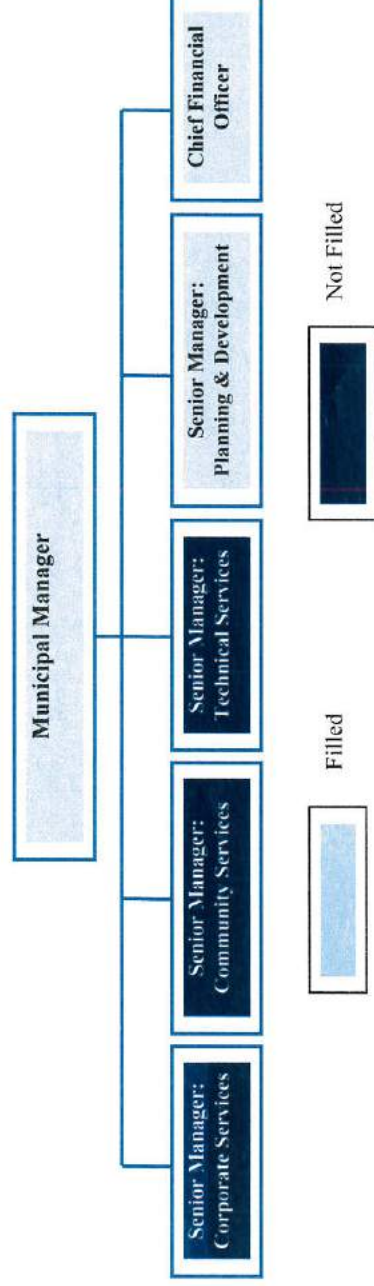 Municipal Manager
Senior Manager:
Corporate Services
Senior Manager:
Community Services
Senior Manager:
Technical Services
Senior Manager:
Planning & Development
Chief Financial
Officer
Filled
Not Filled